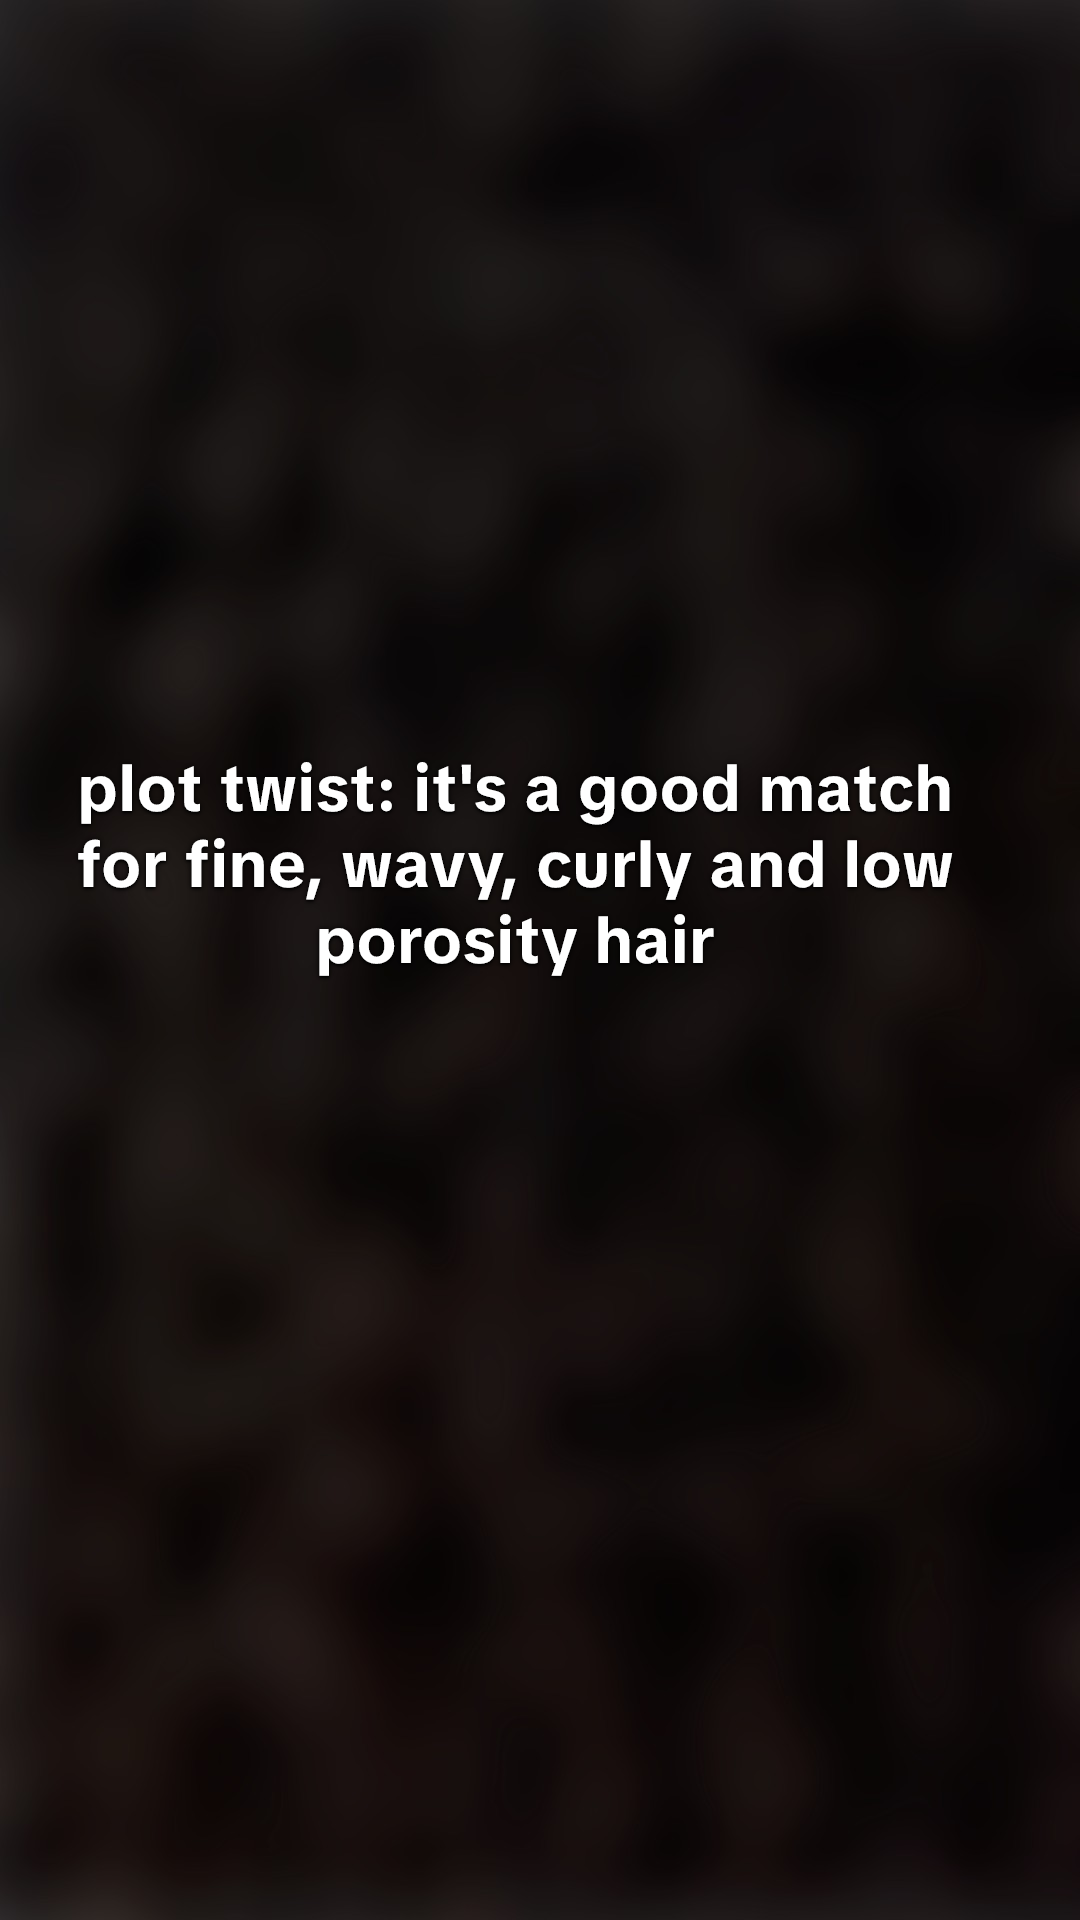 plot twist: it's a good match
for fine, wavy, curly and low
porosity hair